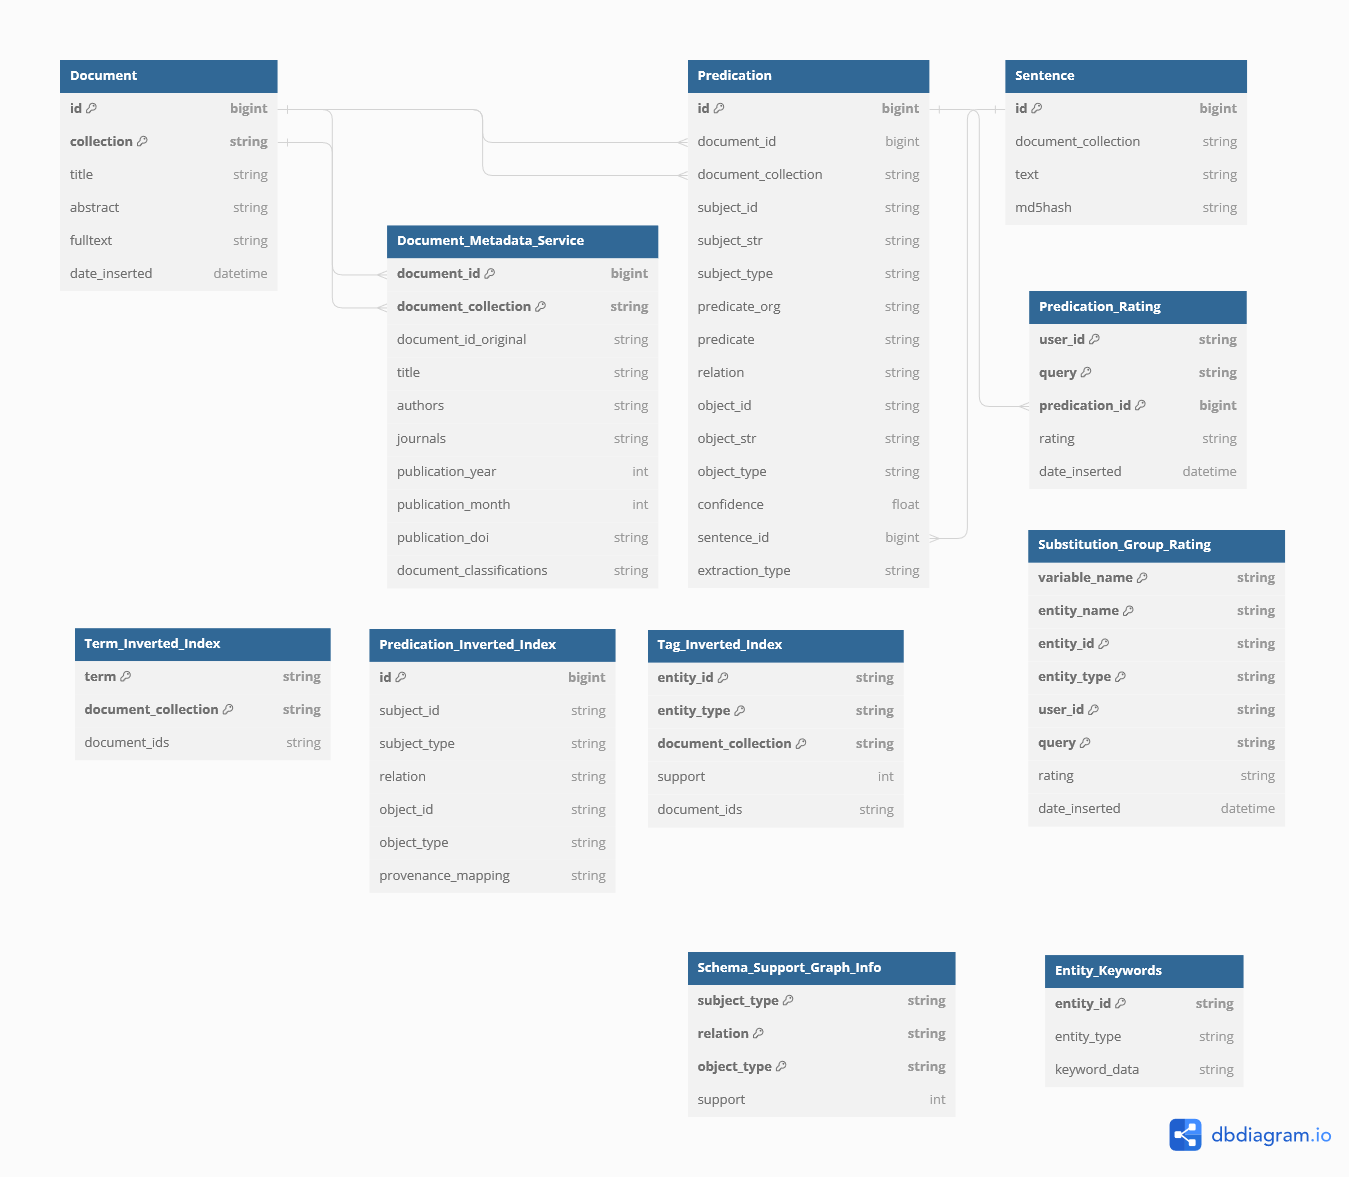 Document
id bigint
collection string
title string
abstract string
fulltext string
date_inserted datetime
Document_Metadata_Service
document_id bigint
document_collection string
document_id_original string
title string
authors string
journals string
publication_year int
publication_month int
publication_doi string
document_classifications string
Predication
id bigint
document_id bigint
document_collection string
subject_id string
subject_str string
subject_type string
predicate_org string
predicate string
relation string
object_id string
object_str string
object_type string
confidence float
sentence_id bigint
extraction_type string
Sentence
id bigint
document_collection string
text string
md5hash string
Predication_Rating
user_id string
query string
predication_id bigint
rating string
date_inserted datetime
Substitution_Group_Rating
variable_name string
entity_name string
entity_id string
entity_type string
user_id string
query string
rating string
date_inserted datetime
Term_Inverted_Index
term string
document_collection string
document_ids string
Predication_Inverted_Index
id bigint
subject_id string
subject_type string
relation string
object_id string
object_type string
provenance_mapping string
Tag_Inverted_Index
entity_id string
entity_type string
document_collection string
support int
document_ids string
Schema_Support_Graph_Info
subject_type string
relation string
object_type string
support int
Entity_Keywords
entity_id string
entity_type string
keyword_data string
dbdiagram.io